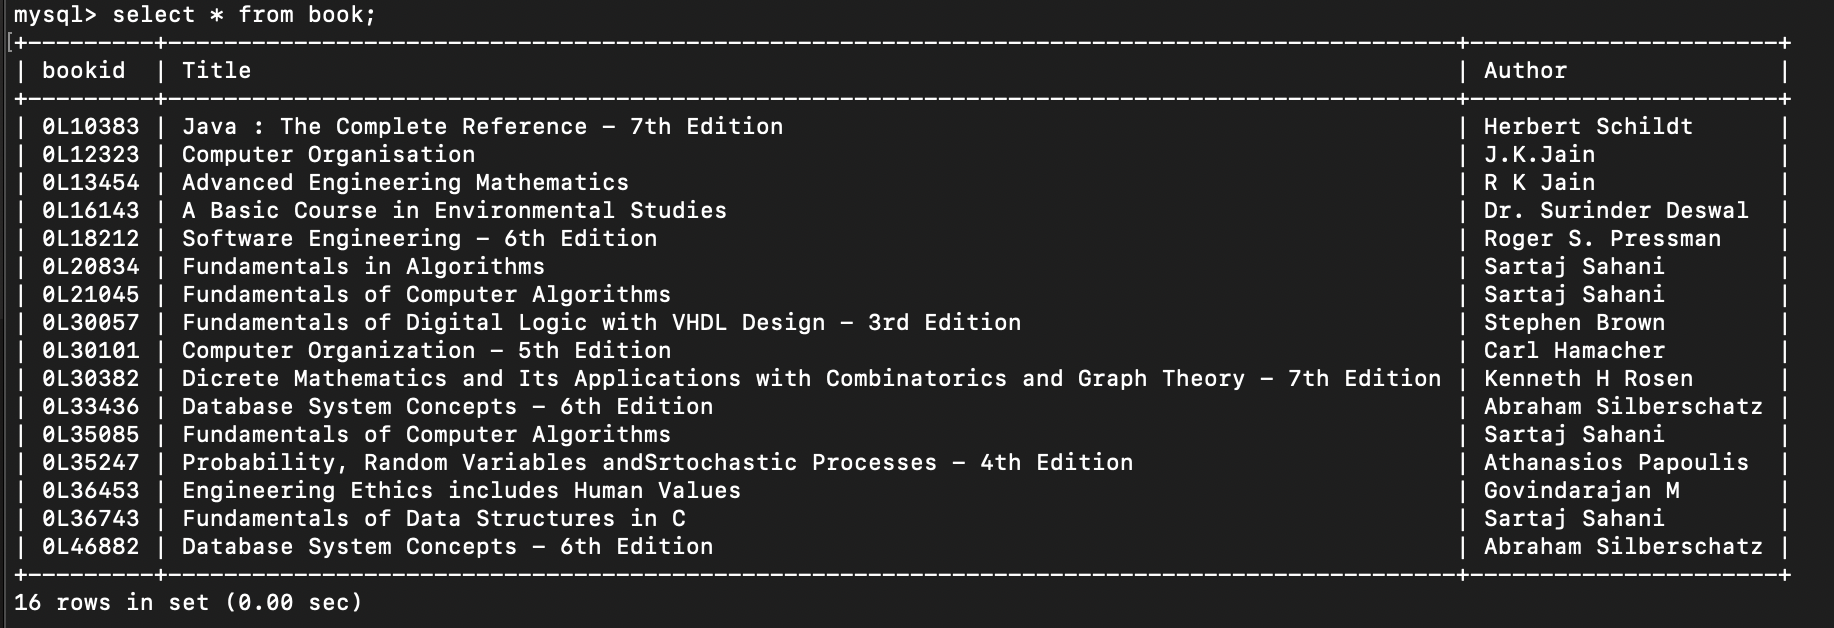 mysql> select * from book;
+---------+--------------------------------------------------------------------------------------------+----------------------+
| bookid  | Title                                                                                      | Author               |
+---------+--------------------------------------------------------------------------------------------+----------------------+
| 0L10383 | Java : The Complete Reference – 7th Edition                                                | Herbert Schildt      |
| 0L12323 | Computer Organisation                                                                      | J.K.Jain             |
| 0L13454 | Advanced Engineering Mathematics                                                           | R K Jain             |
| 0L16143 | A Basic Course in Environmental Studies                                                    | Dr. Surinder Deswal  |
| 0L18212 | Software Engineering – 6th Edition                                                         | Roger S. Pressman    |
| 0L20834 | Fundamentals in Algorithms                                                                 | Sartaj Sahani        |
| 0L21045 | Fundamentals of Computer Algorithms                                                        | Sartaj Sahani        |
| 0L30057 | Fundamentals of Digital Logic with VHDL Design – 3rd Edition                               | Stephen Brown        |
| 0L30101 | Computer Organization – 5th Edition                                                        | Carl Hamacher        |
| 0L30382 | Dicrete Mathematics and Its Applications with Combinatorics and Graph Theory – 7th Edition | Kenneth H Rosen      |
| 0L33436 | Database System Concepts – 6th Edition                                                     | Abraham Silberschatz |
| 0L35085 | Fundamentals of Computer Algorithms                                                        | Sartaj Sahani        |
| 0L35247 | Probability, Random Variables andSrtochastic Processes – 4th Edition                       | Athanasios Papoulis  |
| 0L36453 | Engineering Ethics includes Human Values                                                   | Govindarajan M       |
| 0L36743 | Fundamentals of Data Structures in C                                                       | Sartaj Sahani        |
| 0L46882 | Database System Concepts – 6th Edition                                                     | Abraham Silberschatz |
+---------+--------------------------------------------------------------------------------------------+----------------------+
16 rows in set (0.00 sec)